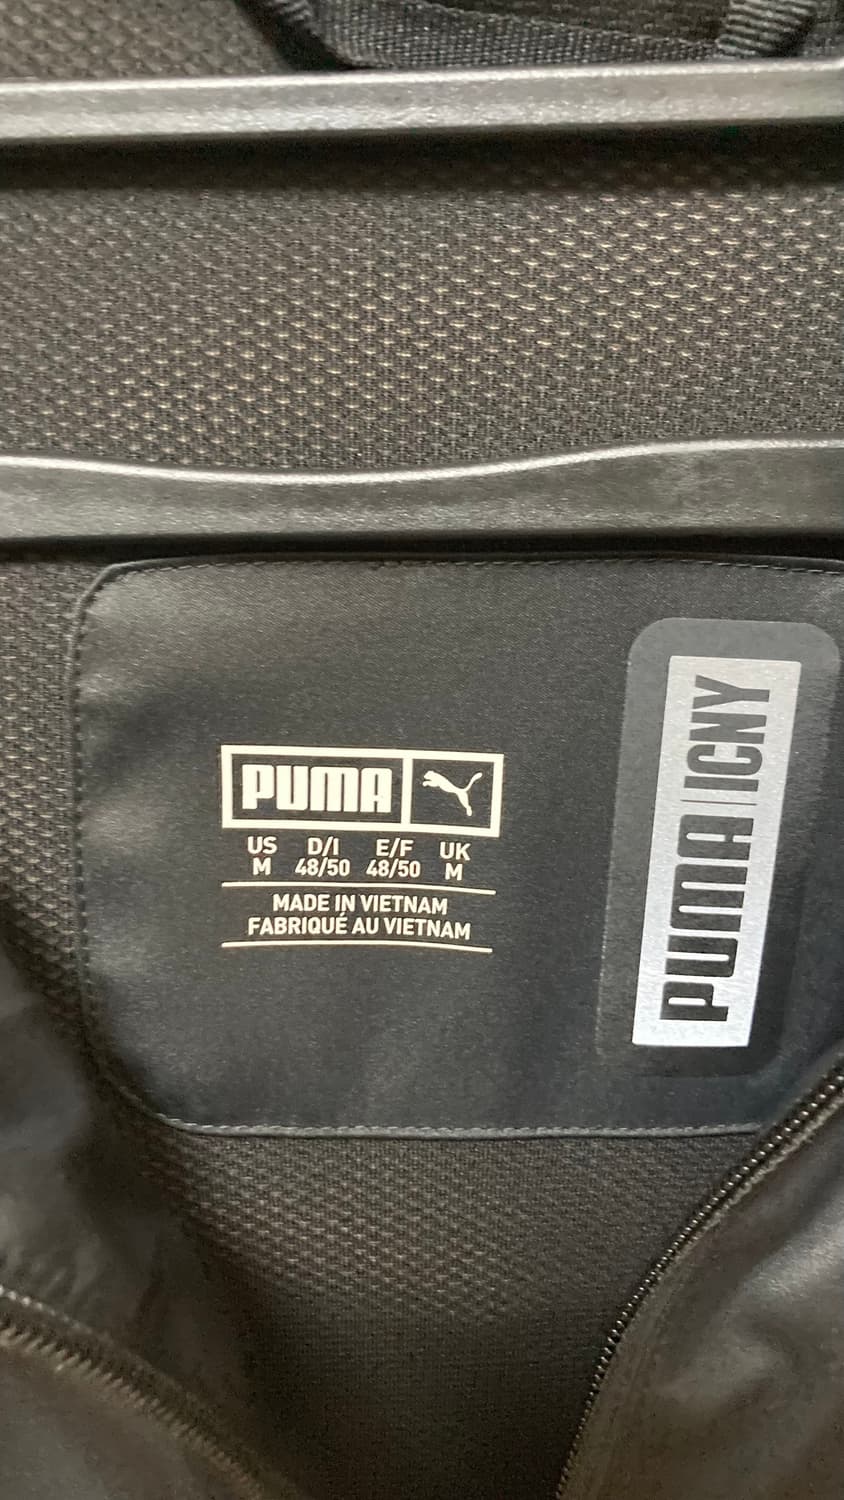 PUMA
US D/I E/F UK
M 48/50 48/50 M
MADE IN VIETNAM
FABRIQUÉ AU VIETNAM
PUMA | ICNY